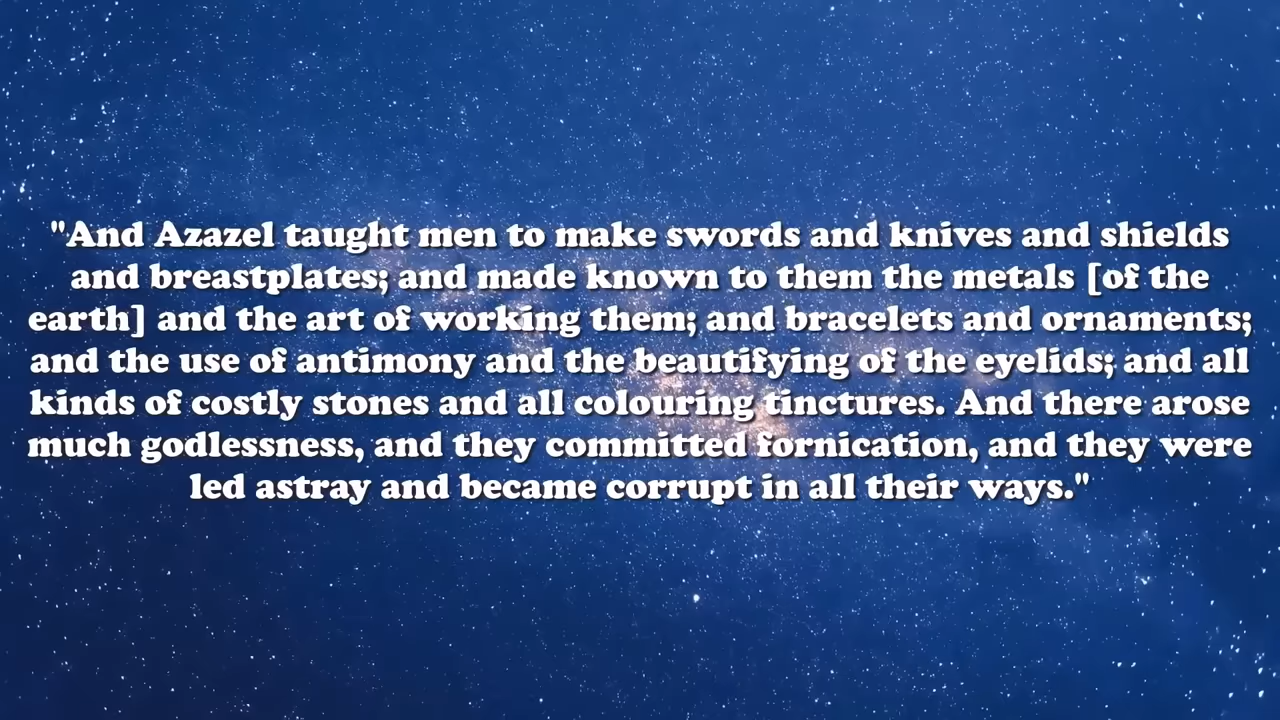 "And Azazel taught men to make swords and knives and shields
and breastplates; and made known to them the metals [of the
earth] and the art of working them; and bracelets and ornaments;
and the use of antimony and the beautifying of the eyelids; and all
kinds of costly stones and all colouring tinctures. And there arose
much godlessness, and they committed fornication, and they were
led astray and became corrupt in all their ways."